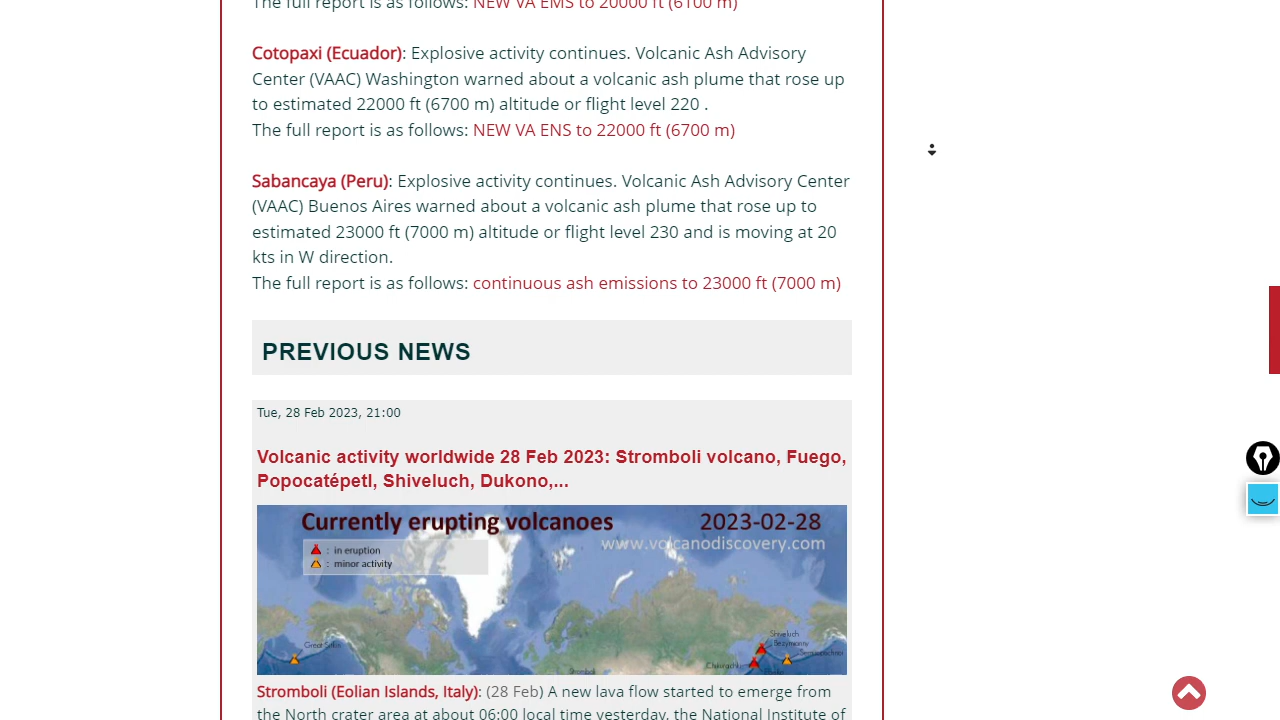 The full report is as follows: NEW VA EMS to 20000 ft (6100 m)
Cotopaxi (Ecuador): Explosive activity continues. Volcanic Ash Advisory
Center (VAAC) Washington warned about a volcanic ash plume that rose up
to estimated 22000 ft (6700 m) altitude or flight level 220 .
The full report is as follows: NEW VA ENS to 22000 ft (6700 m)
Sabancaya (Peru): Explosive activity continues. Volcanic Ash Advisory Center
(VAAC) Buenos Aires warned about a volcanic ash plume that rose up to
estimated 23000 ft (7000 m) altitude or flight level 230 and is moving at 20
kts in W direction.
The full report is as follows: continuous ash emissions to 23000 ft (7000 m)
PREVIOUS NEWS
Tue, 28 Feb 2023, 21:00
Volcanic activity worldwide 28 Feb 2023: Stromboli volcano, Fuego,
Popocatépetl, Shiveluch, Dukono,...
Currently erupting volcanoes 2023-02-28
www.volcanodiscovery.com
: in eruption
: minor activity
Great Sitkin
Shiveluch
Bezymianny
Semisopochnoi
Stromboli (Eolian Islands, Italy): (28 Feb) A new lava flow started to emerge from
the North crater area at about 06:00 local time yesterday, the National Institute of